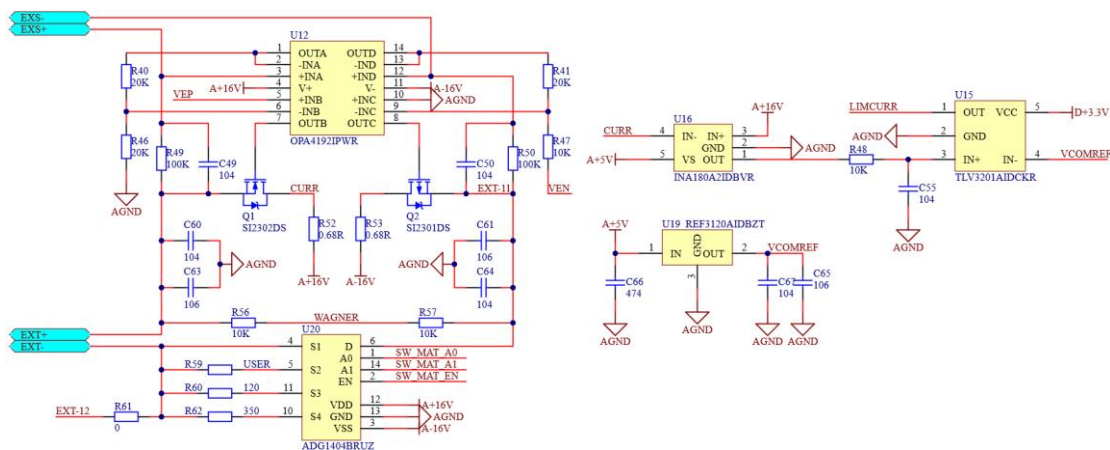 EXS-
EXS+
U12
1 OUTA OUTD 14
2 -INA -IND 13
3 +INA +IND 12
4 V+ V- 11
5 +INB +INC 10
6 -INB -INC 9
7 OUTB OUTC 8
OPA4192IPWR
A+16V
VEP
A-16V
AGND
R40
20K
R41
20K
R46
20K
R49
100K
C49
104
C50
104
R50
100K
R47
10K
AGND
VEN
Q1
SI2302DS
CURR
R52
0.68R
A+16V
R53
0.68R
A-16V
Q2
SI2301DS
EXT-11
C60
104
C63
106
AGND
C61
106
C64
104
AGND
EXT+
EXT-
R56
10K
WAGNER
R57
10K
U20
4 S1 D 6
A0 1 SW_MAT_A0
5 S2 A1 14 SW_MAT_A1
EN 2 SW_MAT_EN
11 S3
10 S4
VDD 12 A+16V
GND 13 AGND
VSS 3 A-16V
ADG1404BRUZ
R59 USER
R60 120
R62 350
EXT-12
R61
0
U16
CURR 4 IN- IN+ 3 A+16V
GND 2 AGND
A+5V 5 VS OUT 1
INA180A2IDBVR
R48
10K
C55
104
AGND
U15
LIMCURR 1 OUT VCC 5 D+3.3V
AGND 2 GND
3 IN+ IN- 4 VCOMREF
TLV3201AIDCKR
U19 REF3120AIDBZT
A+5V
1 IN GND OUT 2
3
VCOMREF
C66
474
C67
104
C65
106
AGND
AGND
AGND
AGND